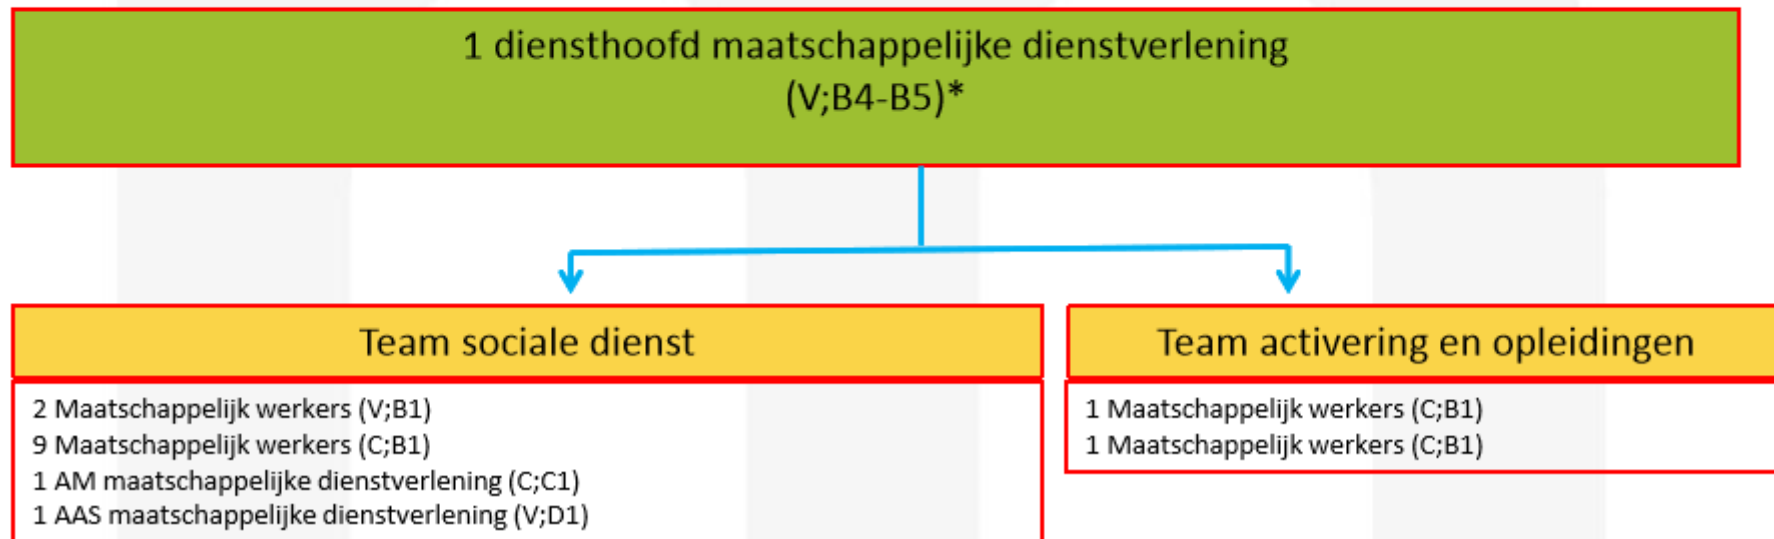 1 diensthoofd maatschappelijke dienstverlening
(V;B4-B5)*
Team sociale dienst
2 Maatschappelijk werkers (V;B1)
9 Maatschappelijk werkers (C;B1)
1 AM maatschappelijke dienstverlening (C;C1)
1 AAS maatschappelijke dienstverlening (V;D1)
Team activering en opleidingen
1 Maatschappelijk werkers (C;B1)
1 Maatschappelijk werkers (C;B1)